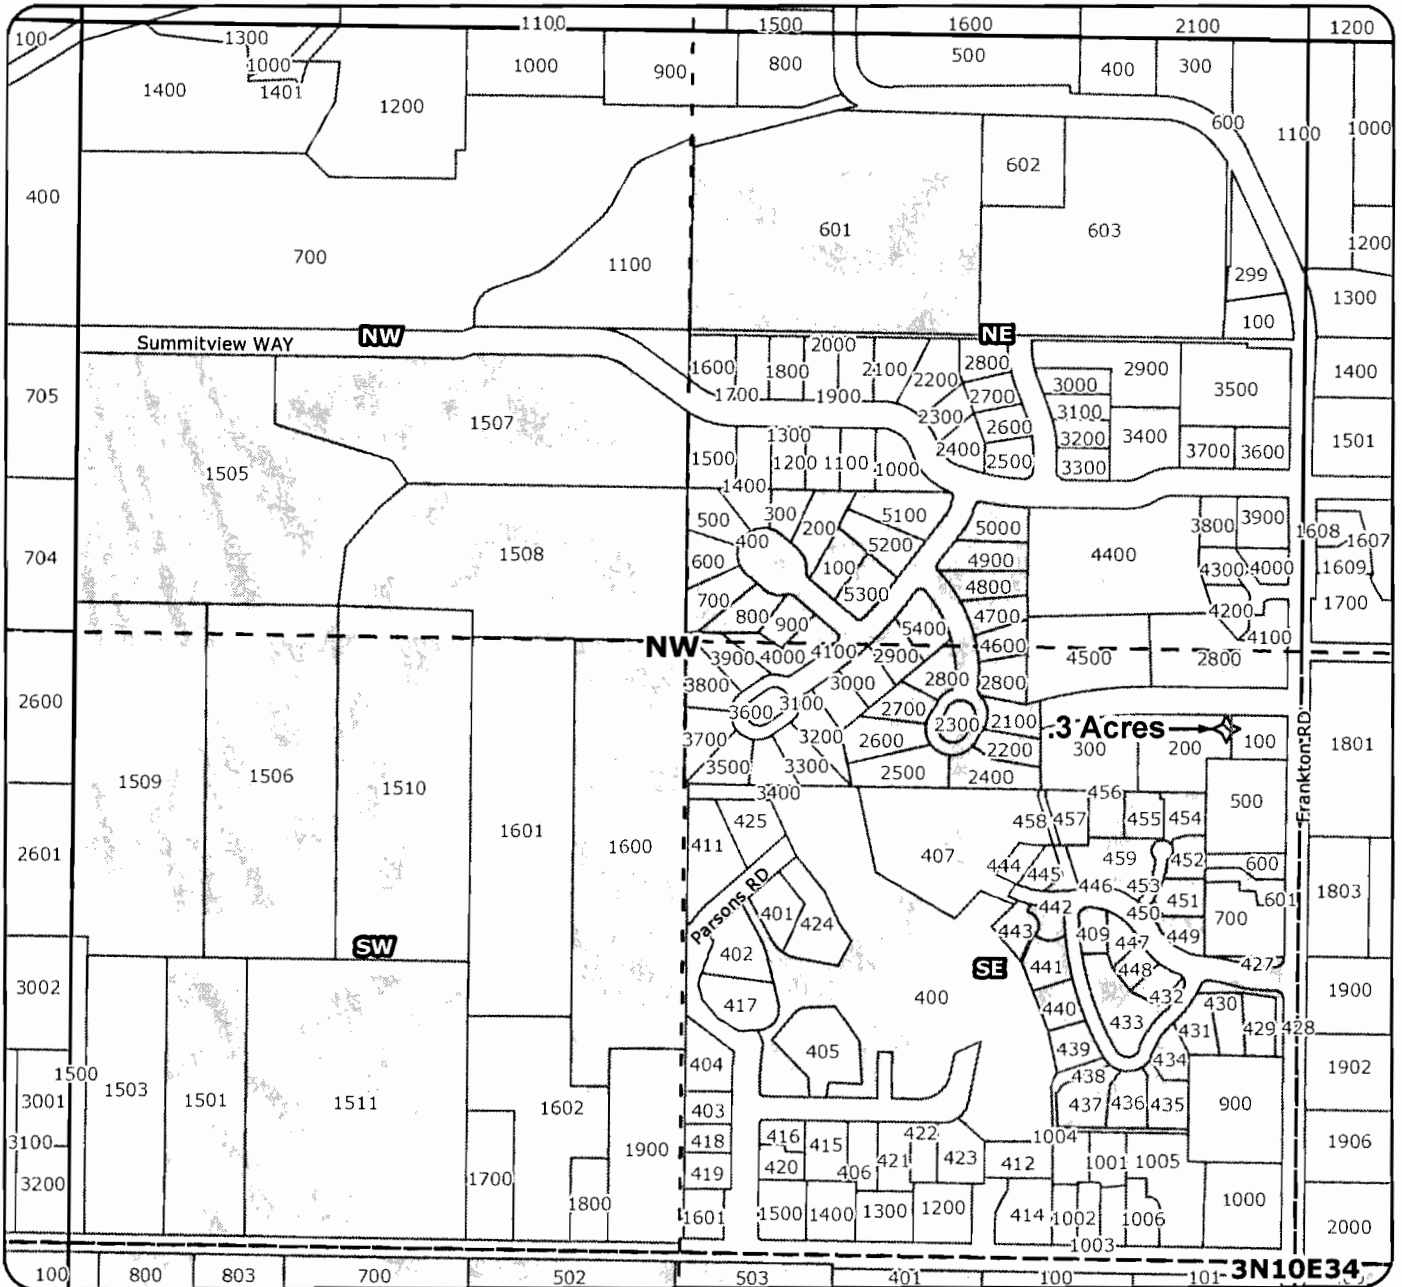 100 1300 1100 1500 1600 2100 1200
1000 1000 900 800 500 400 300
1400 1401 1200
600 1100 1000
602
400 601 603
700 1100 1200
299 1300
100
Summitview WAY NW NE
2000
705 1600 1800 2100 2200 2800 2900 3500 1400
1700 1900 2700 3000
1507 2300 3100
2600 3200 3400
1505 1300 2400 3700 3600 1501
1500 1200 1100 1000 2500 3300
1400
500 300 200 5100 5000 3800 3900
704 1508 400 5200 4400 1608 1607
600 100 4900 4300 4000 1609
700 5300 4800 4200 1700
800 900 5400 4700 4100
NW 4100 4600
3900 4000 2900 4500 2800
2600 3800 3000 2800 2800
3600 3100 2700 2300 2100
.3 Acres
3700 3200 2600 2200 300 200 100 1801
1509 1506 1510 3500 3300 2500 2400
Frankton RD
3400 456 500
1601 1600 425 458 457 455 454
2601 411 407 444 445 459 452 600
446 453 451 601 1803
Parsons RD 401 424 442 450 700
443 409 447 449
SW 402 SE 441 448 427
3002 417 400 440 432 430 1900
433 431 429 428
404 405 439 434
1500 438 1902
3001 1503 1501 1511 1602 403 437 436 435 900
3100 418 416 415 422 1004 1906
1900 420 406 421 423 412 1001 1005
3200 1700 419
1800 1601 1500 1400 1300 1200 414 1002 1006 1000 2000
1003
100 800 803 700 502 503 401 100 101 3N10E34